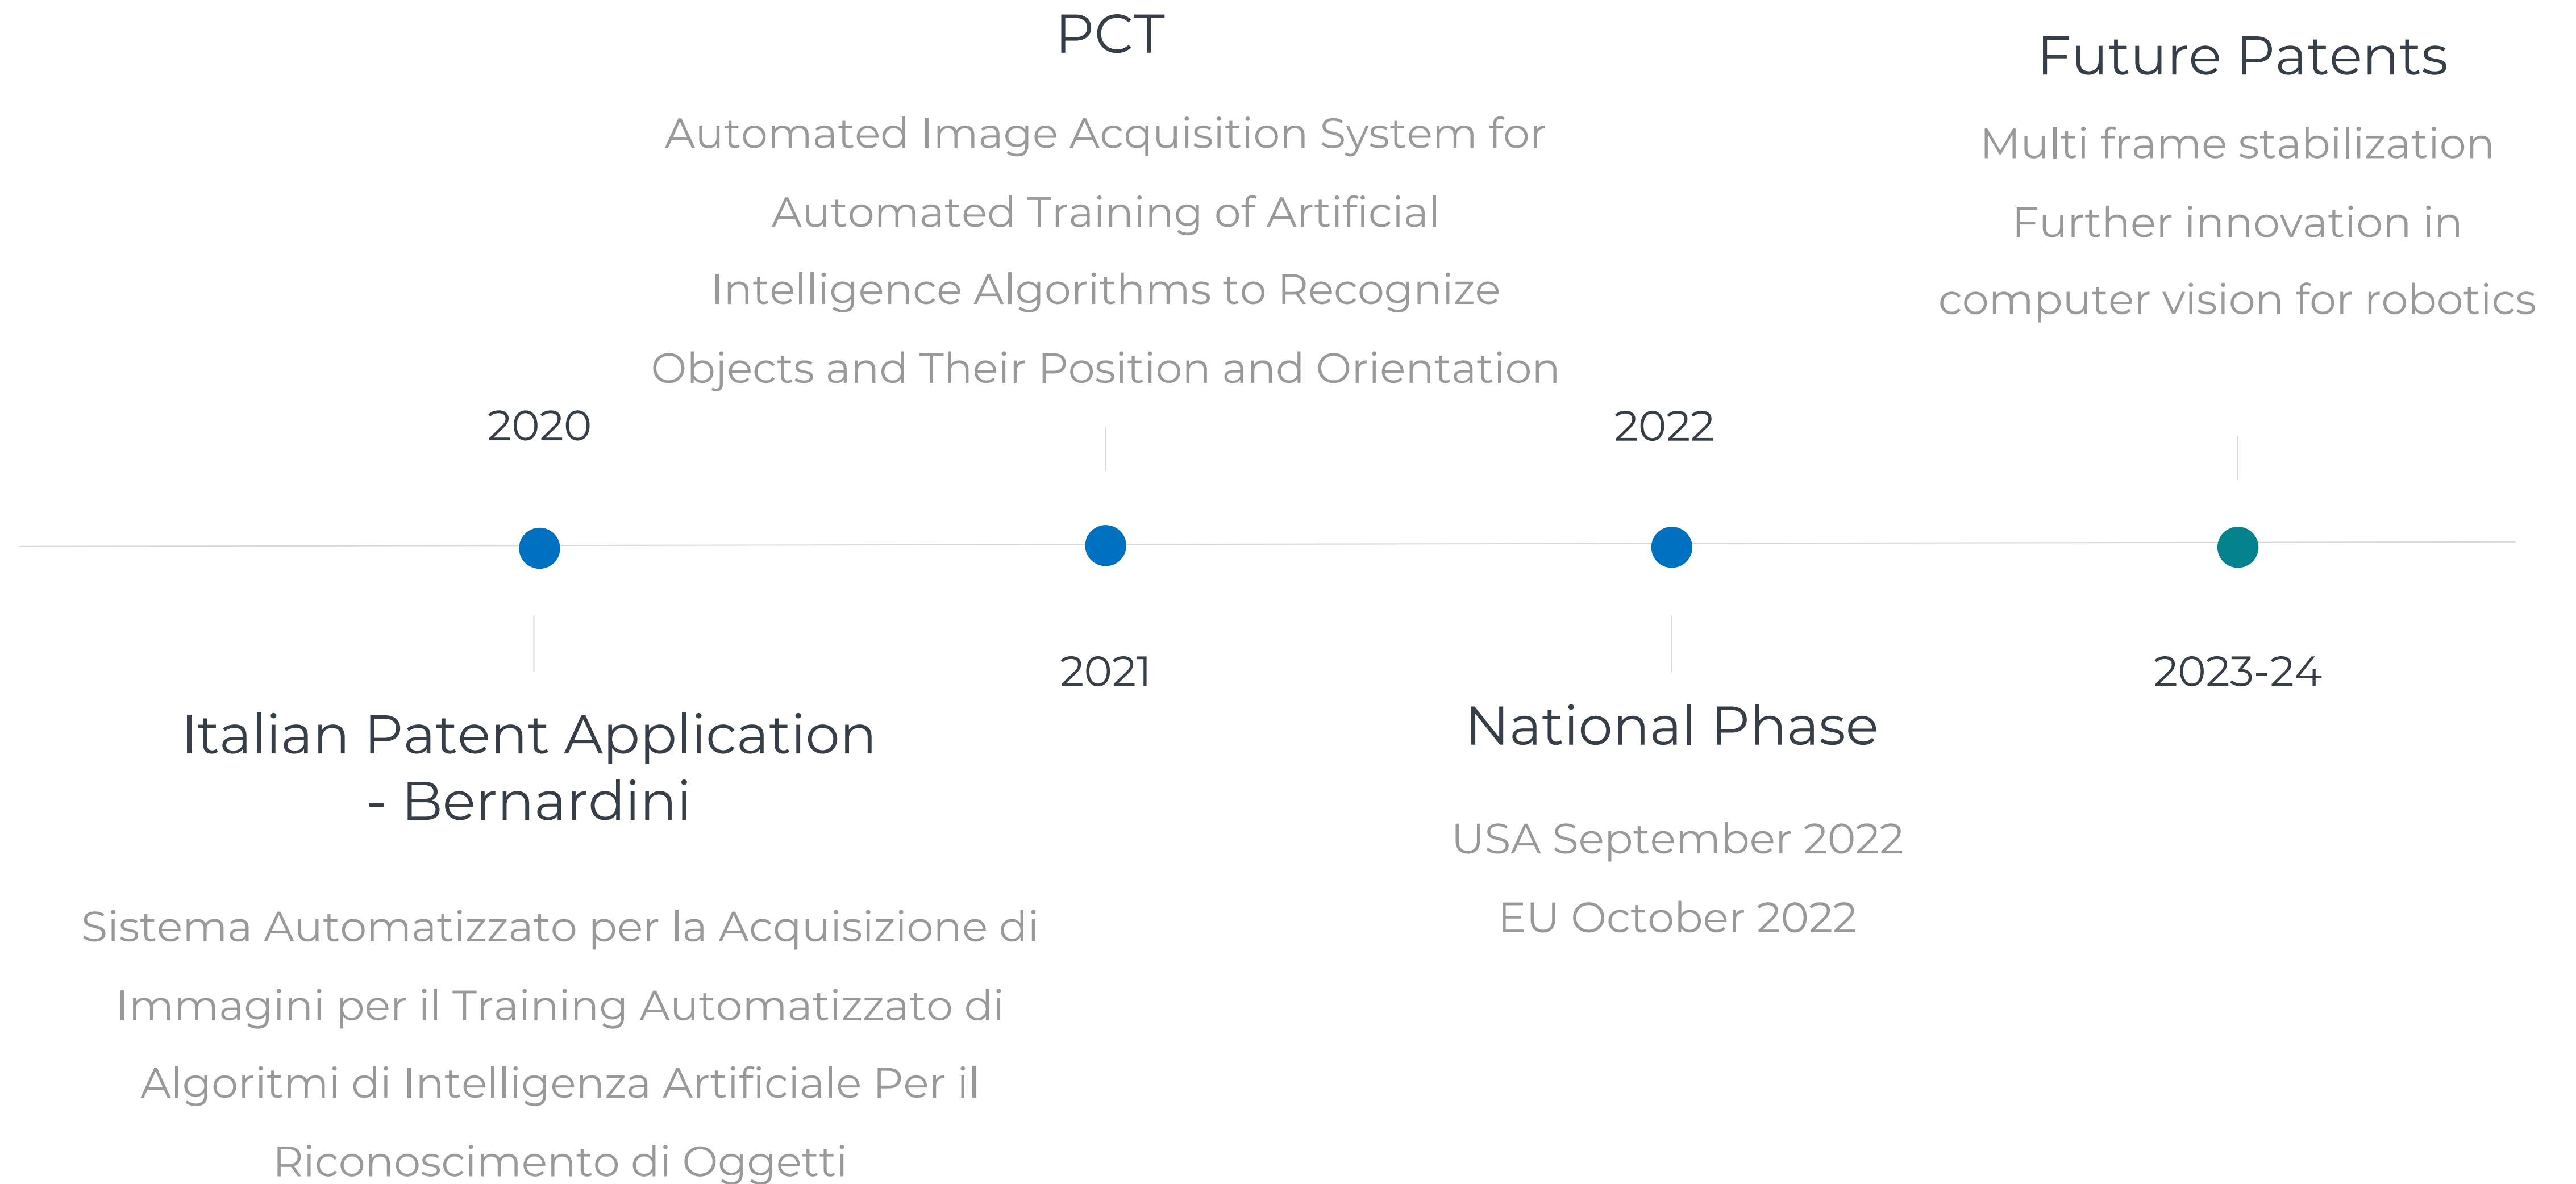 2020
Italian Patent Application
- Bernardini
Sistema Automatizzato per la Acquisizione di
Immagini per il Training Automatizzato di
Algoritmi di Intelligenza Artificiale Per il
Riconoscimento di Oggetti
PCT
Automated Image Acquisition System for
Automated Training of Artificial
Intelligence Algorithms to Recognize
Objects and Their Position and Orientation
2021
2022
National Phase
USA September 2022
EU October 2022
Future Patents
Multi frame stabilization
Further innovation in
computer vision for robotics
2023-24